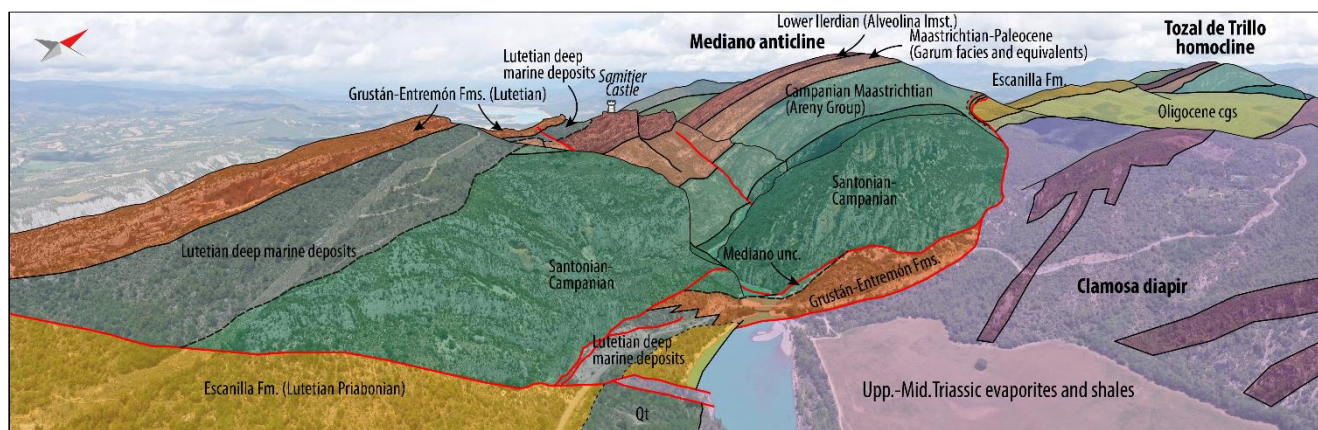 Lower Ilerdian (Alveolina lmst.)
Mediano anticline
Maastrichtian-Paleocene
(Garum facies and equivalents)
Tozal de Trillo
homocline
Lutetian deep
marine deposits
Samitier
Castle
Grustán-Entremón Fms. (Lutetian)
Escanilla Fm.
Campanian Maastrichtian
(Areny Group)
Oligocene cgs
Santonian-
Campanian
Lutetian deep marine deposits
Mediano unc.
Santonian-
Campanian
Grustán-Entremón Fms.
Clamosa diapir
Lutetian deep
marine deposits
Escanilla Fm. (Lutetian Priabonian)
Upp.-Mid.Triassic evaporites and shales
Qt